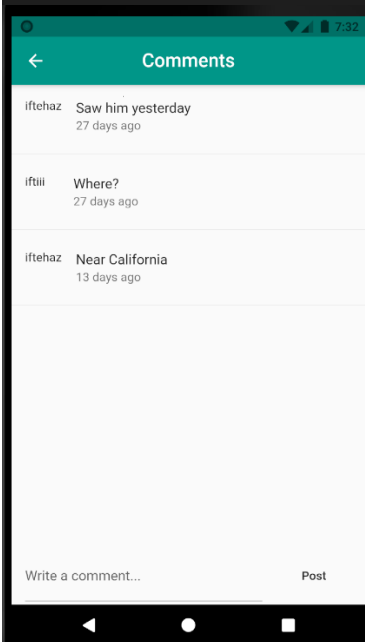 7:32
Comments
iftehaz Saw him yesterday
27 days ago
iftiii Where?
27 days ago
iftehaz Near California
13 days ago
Write a comment... Post